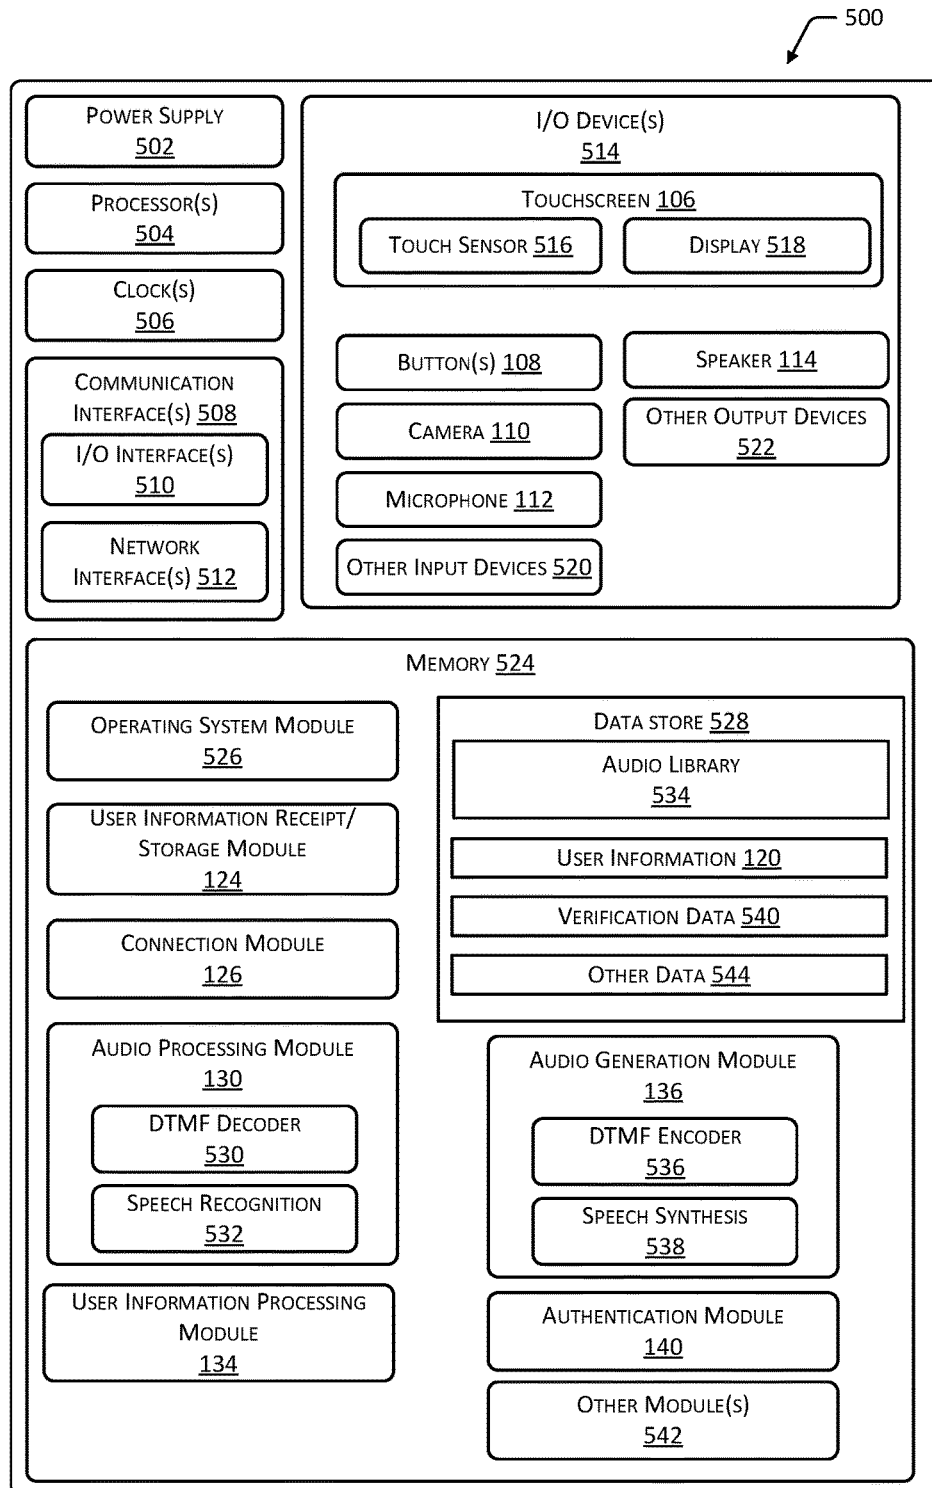 500
POWER SUPPLY
502
PROCESSOR(S)
504
CLOCK(S)
506
COMMUNICATION
INTERFACE(S) 508
I/O INTERFACE(S)
510
NETWORK
INTERFACE(S) 512
I/O DEVICE(S)
514
TOUCHSCREEN 106
TOUCH SENSOR 516
DISPLAY 518
BUTTON(S) 108
CAMERA 110
MICROPHONE 112
OTHER INPUT DEVICES 520
SPEAKER 114
OTHER OUTPUT DEVICES
522
MEMORY 524
OPERATING SYSTEM MODULE
526
USER INFORMATION RECEIPT/
STORAGE MODULE
124
CONNECTION MODULE
126
AUDIO PROCESSING MODULE
130
DTMF DECODER
530
SPEECH RECOGNITION
532
USER INFORMATION PROCESSING
MODULE
134
DATA STORE 528
AUDIO LIBRARY
534
USER INFORMATION 120
VERIFICATION DATA 540
OTHER DATA 544
AUDIO GENERATION MODULE
136
DTMF ENCODER
536
SPEECH SYNTHESIS
538
AUTHENTICATION MODULE
140
OTHER MODULE(S)
542